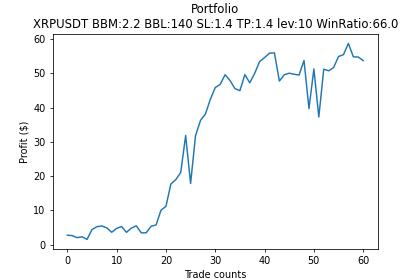 Portfolio
XRPUSDT BBM:2.2 BBL:140 SL:1.4 TP:1.4 lev:10 WinRatio:66.0
60
50
40
30
20
10
0
Profit ($)
0 10 20 30 40 50 60
Trade counts